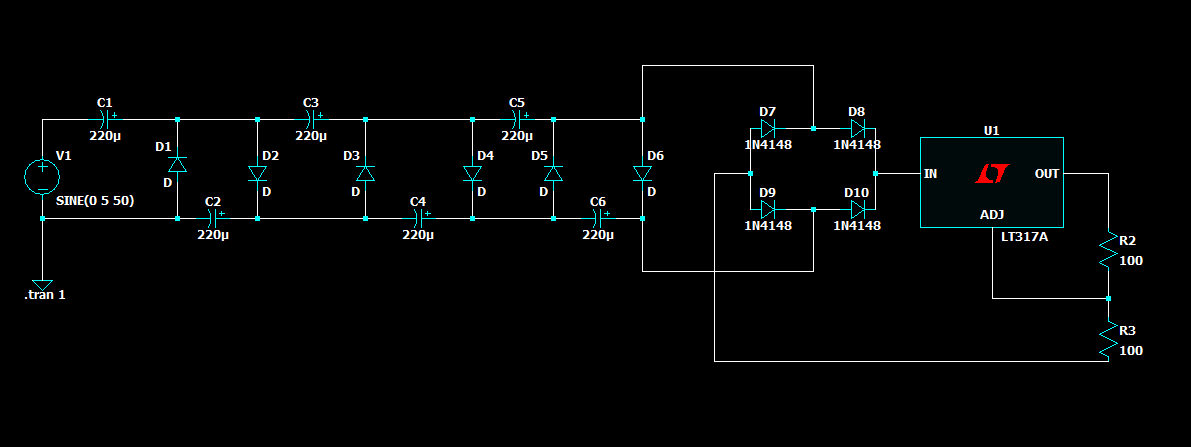 C1
220µ
C3
220µ
C5
220µ
V1
SINE(0 5 50)
D1
D
D2
D
D3
D
D4
D
D5
D
D6
D
C2
220µ
C4
220µ
C6
220µ
.tran 1
D7
1N4148
D8
1N4148
D9
1N4148
D10
1N4148
U1
IN
OUT
ADJ
LT317A
R2
100
R3
100